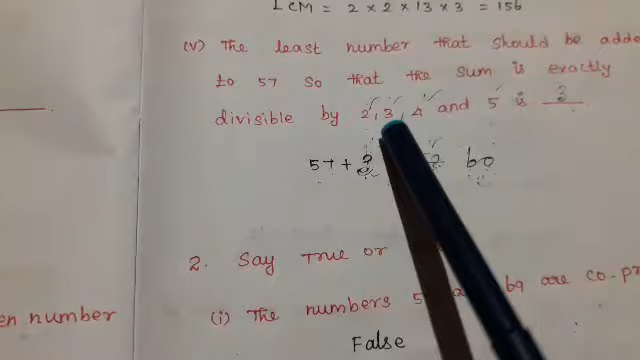 LCM = 2 × 2 × 13 × 3 = 156
(v) The least number that should be adde
to 57 so that the sum is exactly
divisible by 2, 3, 4 and 5 is 3
57 + 3 60
2. Say True or
(i) The numbers 5 69 are co-pr
en number
False